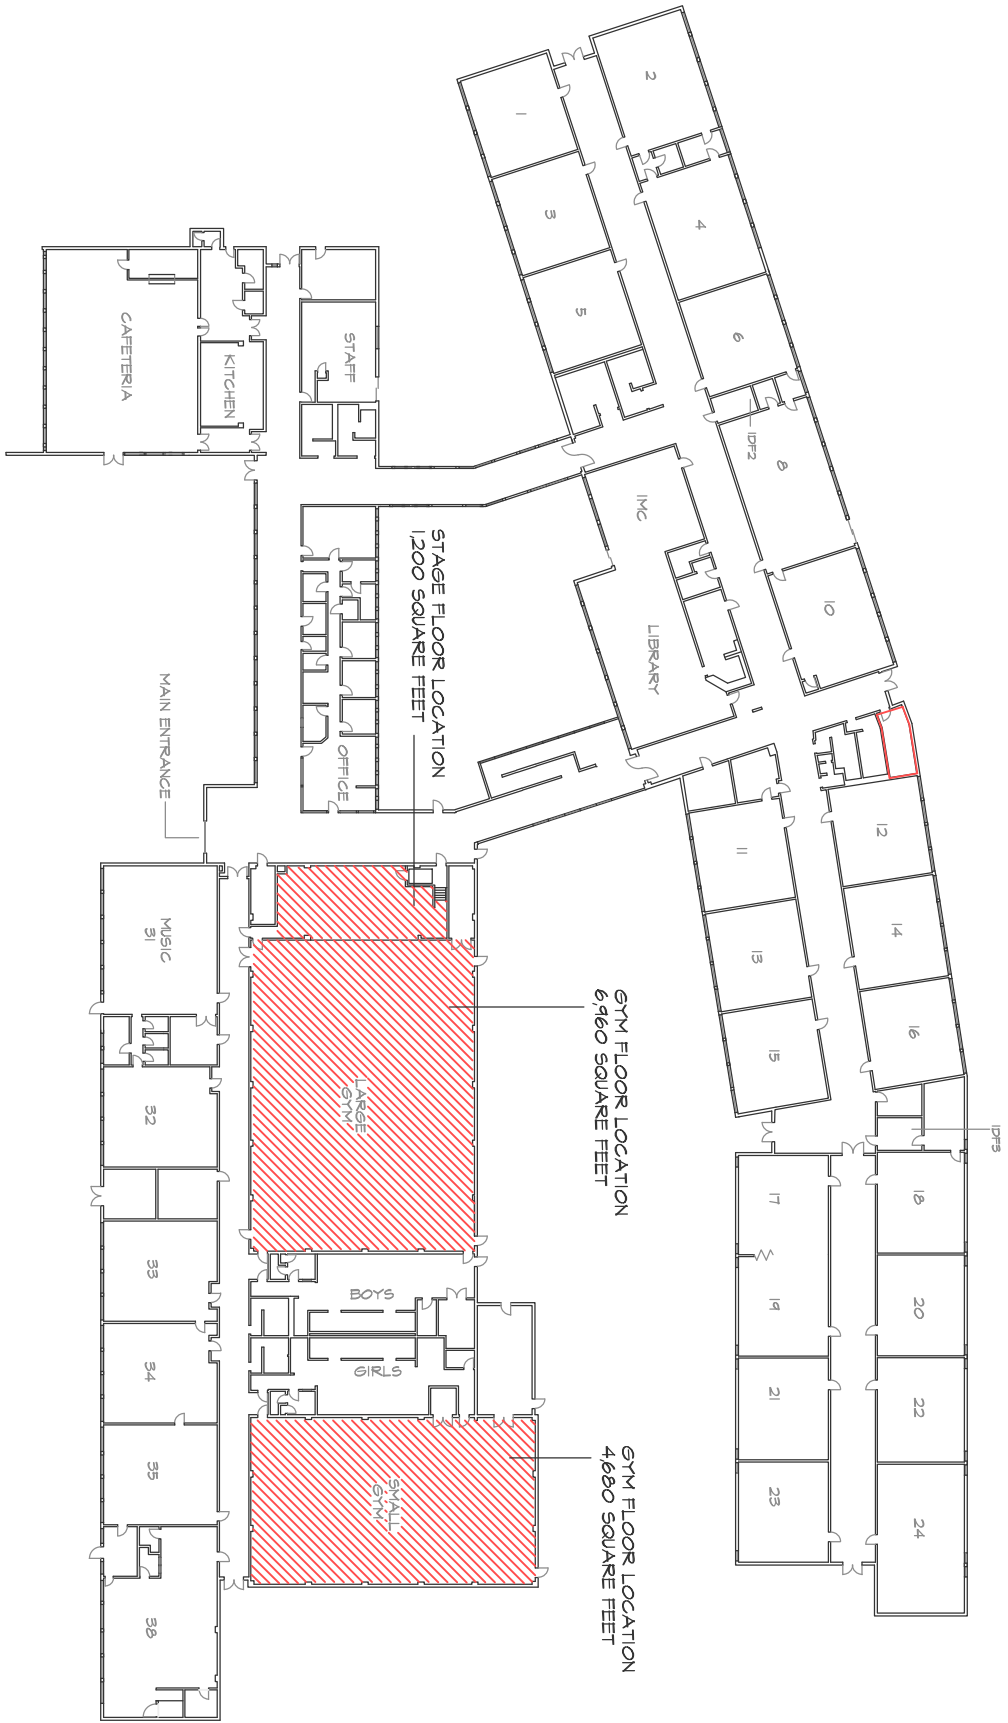 2
1
4
3
5
6
IDF2
8
10
IMC
LIBRARY
CAFETERIA
KITCHEN
STAFF
OFFICE
MAIN ENTRANCE
STAGE FLOOR LOCATION
1,200 SQUARE FEET
12
11
14
13
16
15
IDF3
GYM FLOOR LOCATION
6,960 SQUARE FEET
LARGE
GYM
MUSIC
31
32
33
34
35
38
BOYS
GIRLS
GYM FLOOR LOCATION
4,680 SQUARE FEET
SMALL
GYM
18
17
20
19
22
21
24
23